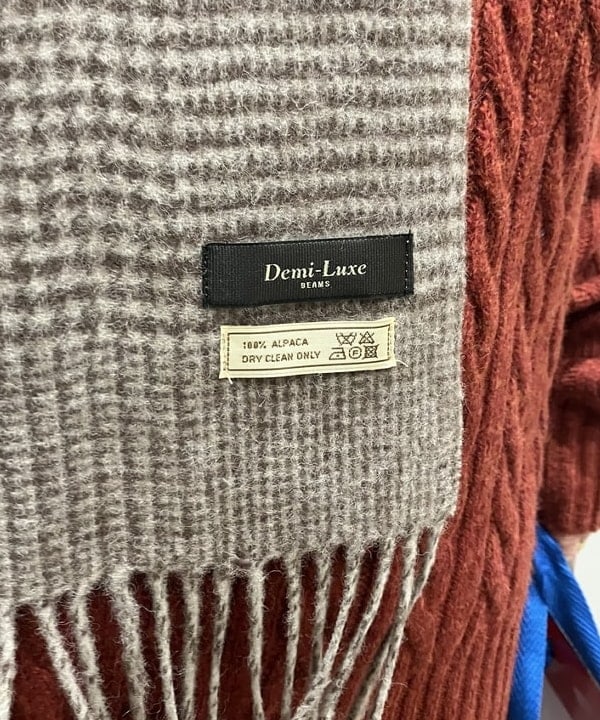 Demi-Luxe
BEAMS
100% ALPACA
DRY CLEAN ONLY